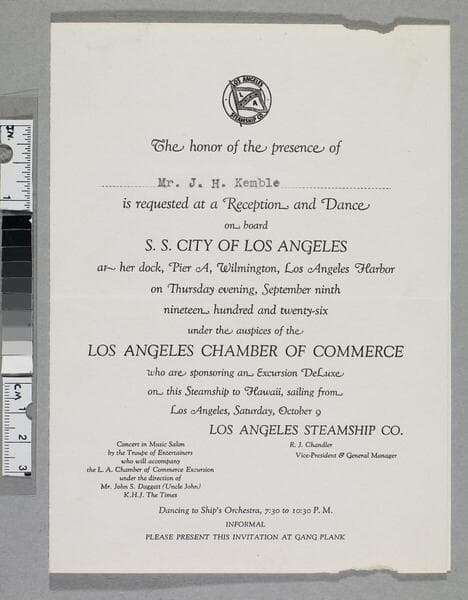 LOS ANGELES
L A
STEAMSHIP CO.
The honor of the presence of
Mr. J. H. Kemble
is requested at a Reception and Dance
on board
S. S. CITY OF LOS ANGELES
at her dock, Pier A, Wilmington, Los Angeles Harbor
on Thursday evening, September ninth
nineteen hundred and twenty-six
under the auspices of the
LOS ANGELES CHAMBER OF COMMERCE
who are sponsoring an Excursion DeLuxe
on this Steamship to Hawaii, sailing from
Los Angeles, Saturday, October 9
LOS ANGELES STEAMSHIP CO.
R. J. Chandler
Vice-President & General Manager
Concert in Music Salon
by the Troupe of Entertainers
who will accompany
the L. A. Chamber of Commerce Excursion
under the direction of
Mr. John S. Daggett (Uncle John)
K.H.J. The Times
Dancing to Ship's Orchestra, 7:30 to 10:30 P. M.
INFORMAL
PLEASE PRESENT THIS INVITATION AT GANG PLANK
IN.
1
CM
1
2
3